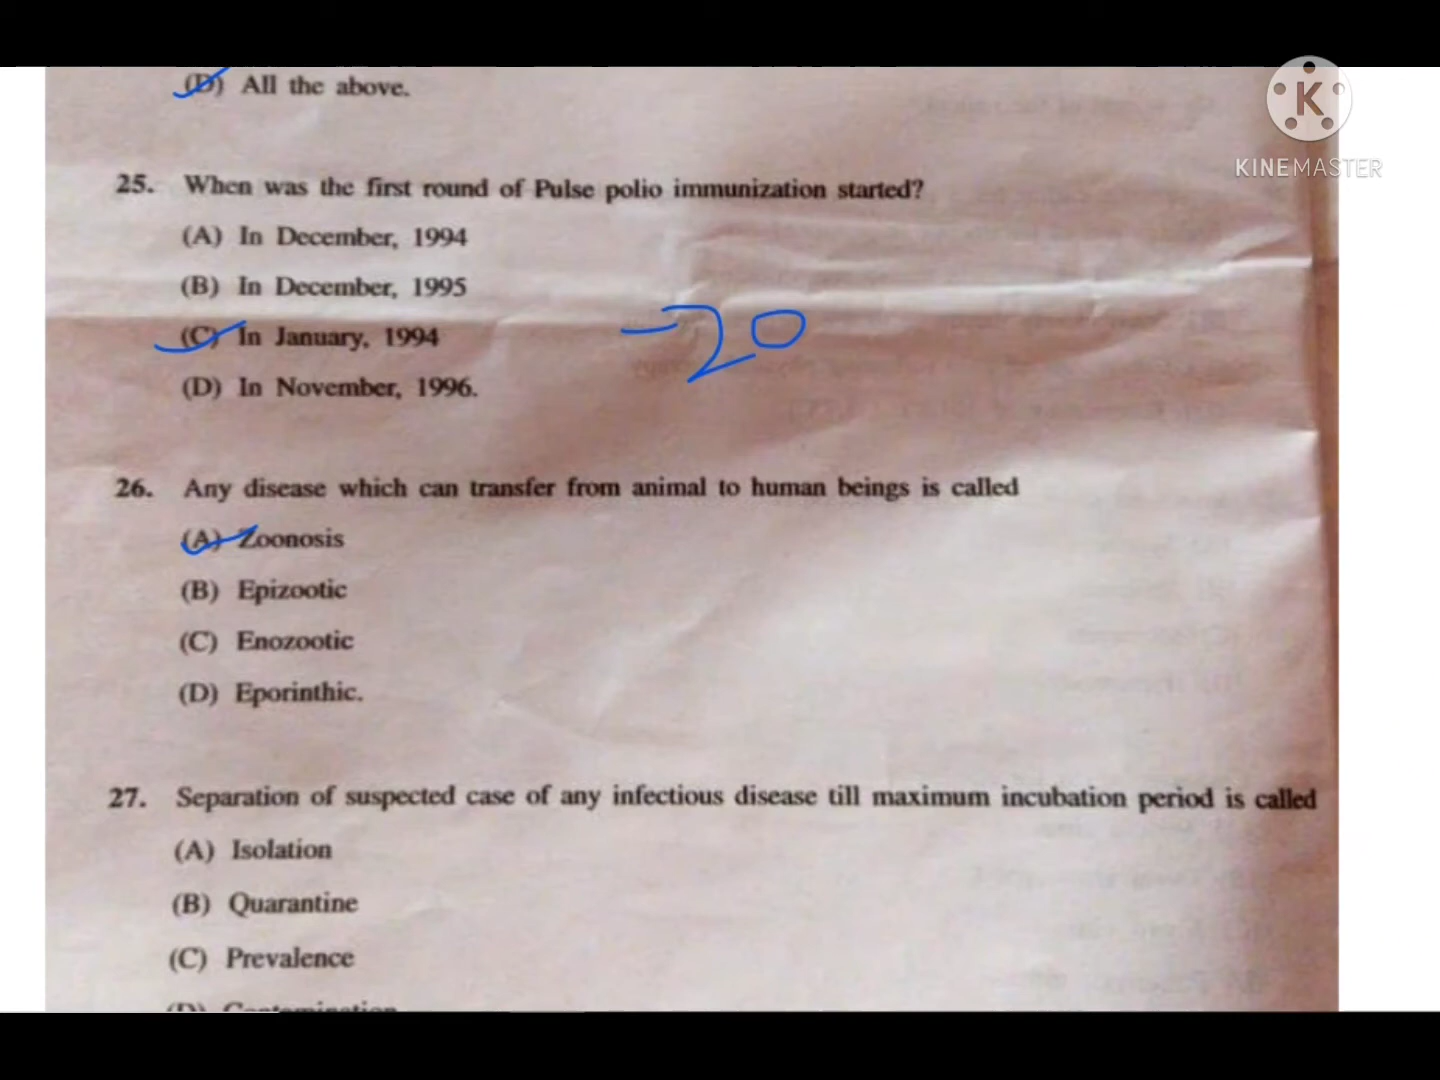 (D) All the above.
K
KINEMASTER
25. When was the first round of Pulse polio immunization started?
(A) In December, 1994
(B) In December, 1995
(C) In January, 1994
-20
(D) In November, 1996.
26. Any disease which can transfer from animal to human beings is called
(A) Zoonosis
(B) Epizootic
(C) Enozootic
(D) Eporinthic.
27. Separation of suspected case of any infectious disease till maximum incubation period is called
(A) Isolation
(B) Quarantine
(C) Prevalence
(D) Contamination